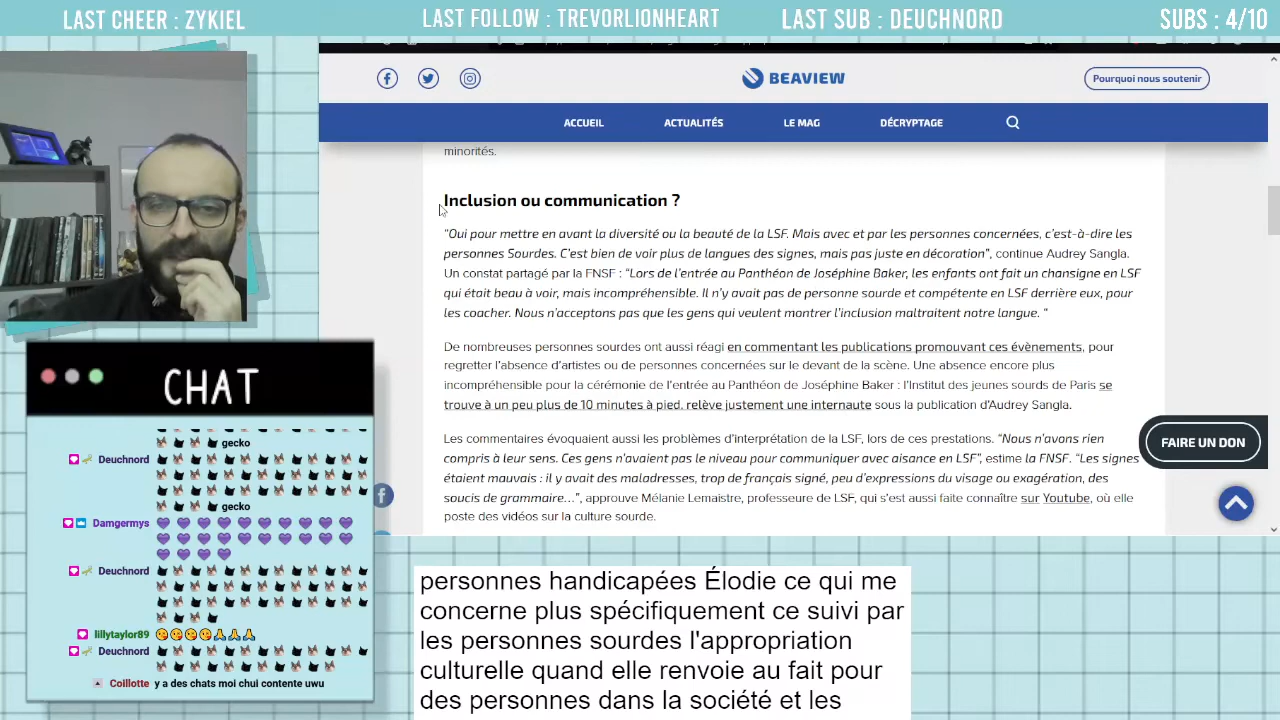 LAST CHEER : ZYKIEL
LAST FOLLOW : TREVORLIONHEART
LAST SUB : DEUCHNORD
SUBS : 4/10
BEAVIEW
Pourquoi nous soutenir
ACCUEIL
ACTUALITÉS
LE MAG
DÉCRYPTAGE
minorités.
Inclusion ou communication ?
"Oui pour mettre en avant la diversité ou la beauté de la LSF. Mais avec et par les personnes concernées, c'est-à-dire les
personnes Sourdes. C'est bien de voir plus de langues des signes, mais pas juste en décoration", continue Audrey Sangla.
Un constat partagé par la FNSF : "Lors de l'entrée au Panthéon de Joséphine Baker, les enfants ont fait un chansigne en LSF
qui était beau à voir, mais incompréhensible. Il n'y avait pas de personne sourde et compétente en LSF derrière eux, pour
les coacher. Nous n'acceptons pas que les gens qui veulent montrer l'inclusion maltraitent notre langue. "
De nombreuses personnes sourdes ont aussi réagi en commentant les publications promouvant ces évènements, pour
regretter l'absence d'artistes ou de personnes concernées sur le devant de la scène. Une absence encore plus
incompréhensible pour la cérémonie de l'entrée au Panthéon de Joséphine Baker : l'Institut des jeunes sourds de Paris se
trouve à un peu plus de 10 minutes à pied, relève justement une internaute sous la publication d'Audrey Sangla.
Les commentaires évoquaient aussi les problèmes d'interprétation de la LSF, lors de ces prestations. "Nous n'avons rien
compris à leur sens. Ces gens n'avaient pas le niveau pour communiquer avec aisance en LSF", estime la FNSF. "Les signes
étaient mauvais : il y avait des maladresses, trop de français signé, peu d'expressions du visage ou exagération, des
soucis de grammaire…", approuve Mélanie Lemaistre, professeure de LSF, qui s'est aussi faite connaître sur Youtube, où elle
poste des vidéos sur la culture sourde.
FAIRE UN DON
CHAT
gecko
Deuchnord
gecko
Damgermys
Deuchnord
lillytaylor89
Deuchnord
Coillotte y a des chats moi chui contente uwu
personnes handicapées Élodie ce qui me
concerne plus spécifiquement ce suivi par
les personnes sourdes l'appropriation
culturelle quand elle renvoie au fait pour
des personnes dans la société et les